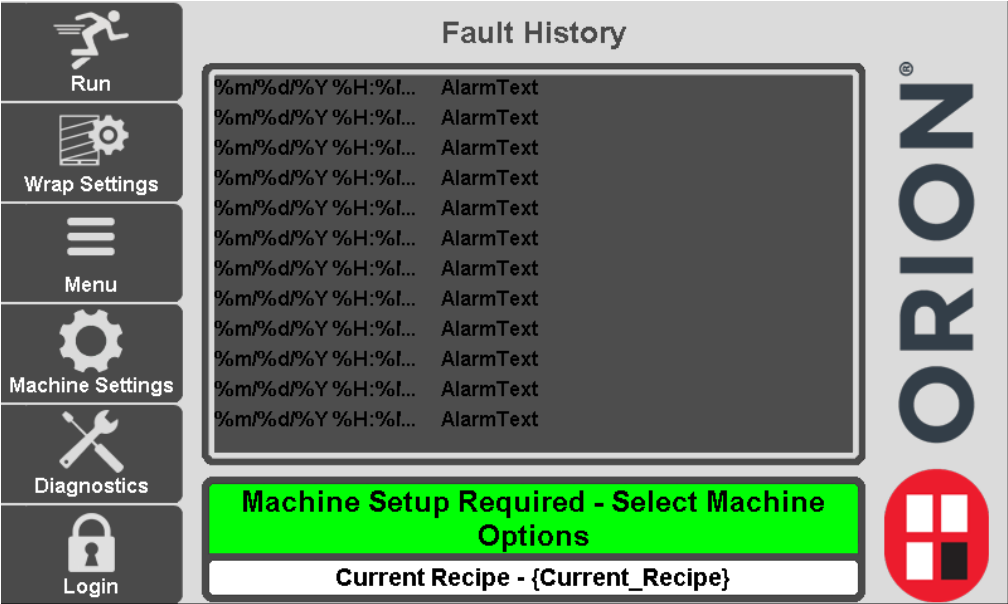 Run
Wrap Settings
Menu
Machine Settings
Diagnostics
Login
Fault History
%m/%d/%Y %H:%I... AlarmText
%m/%d/%Y %H:%I... AlarmText
%m/%d/%Y %H:%I... AlarmText
%m/%d/%Y %H:%I... AlarmText
%m/%d/%Y %H:%I... AlarmText
%m/%d/%Y %H:%I... AlarmText
%m/%d/%Y %H:%I... AlarmText
%m/%d/%Y %H:%I... AlarmText
%m/%d/%Y %H:%I... AlarmText
%m/%d/%Y %H:%I... AlarmText
%m/%d/%Y %H:%I... AlarmText
%m/%d/%Y %H:%I... AlarmText
Machine Setup Required - Select Machine
Options
Current Recipe - {Current_Recipe}
ORION®